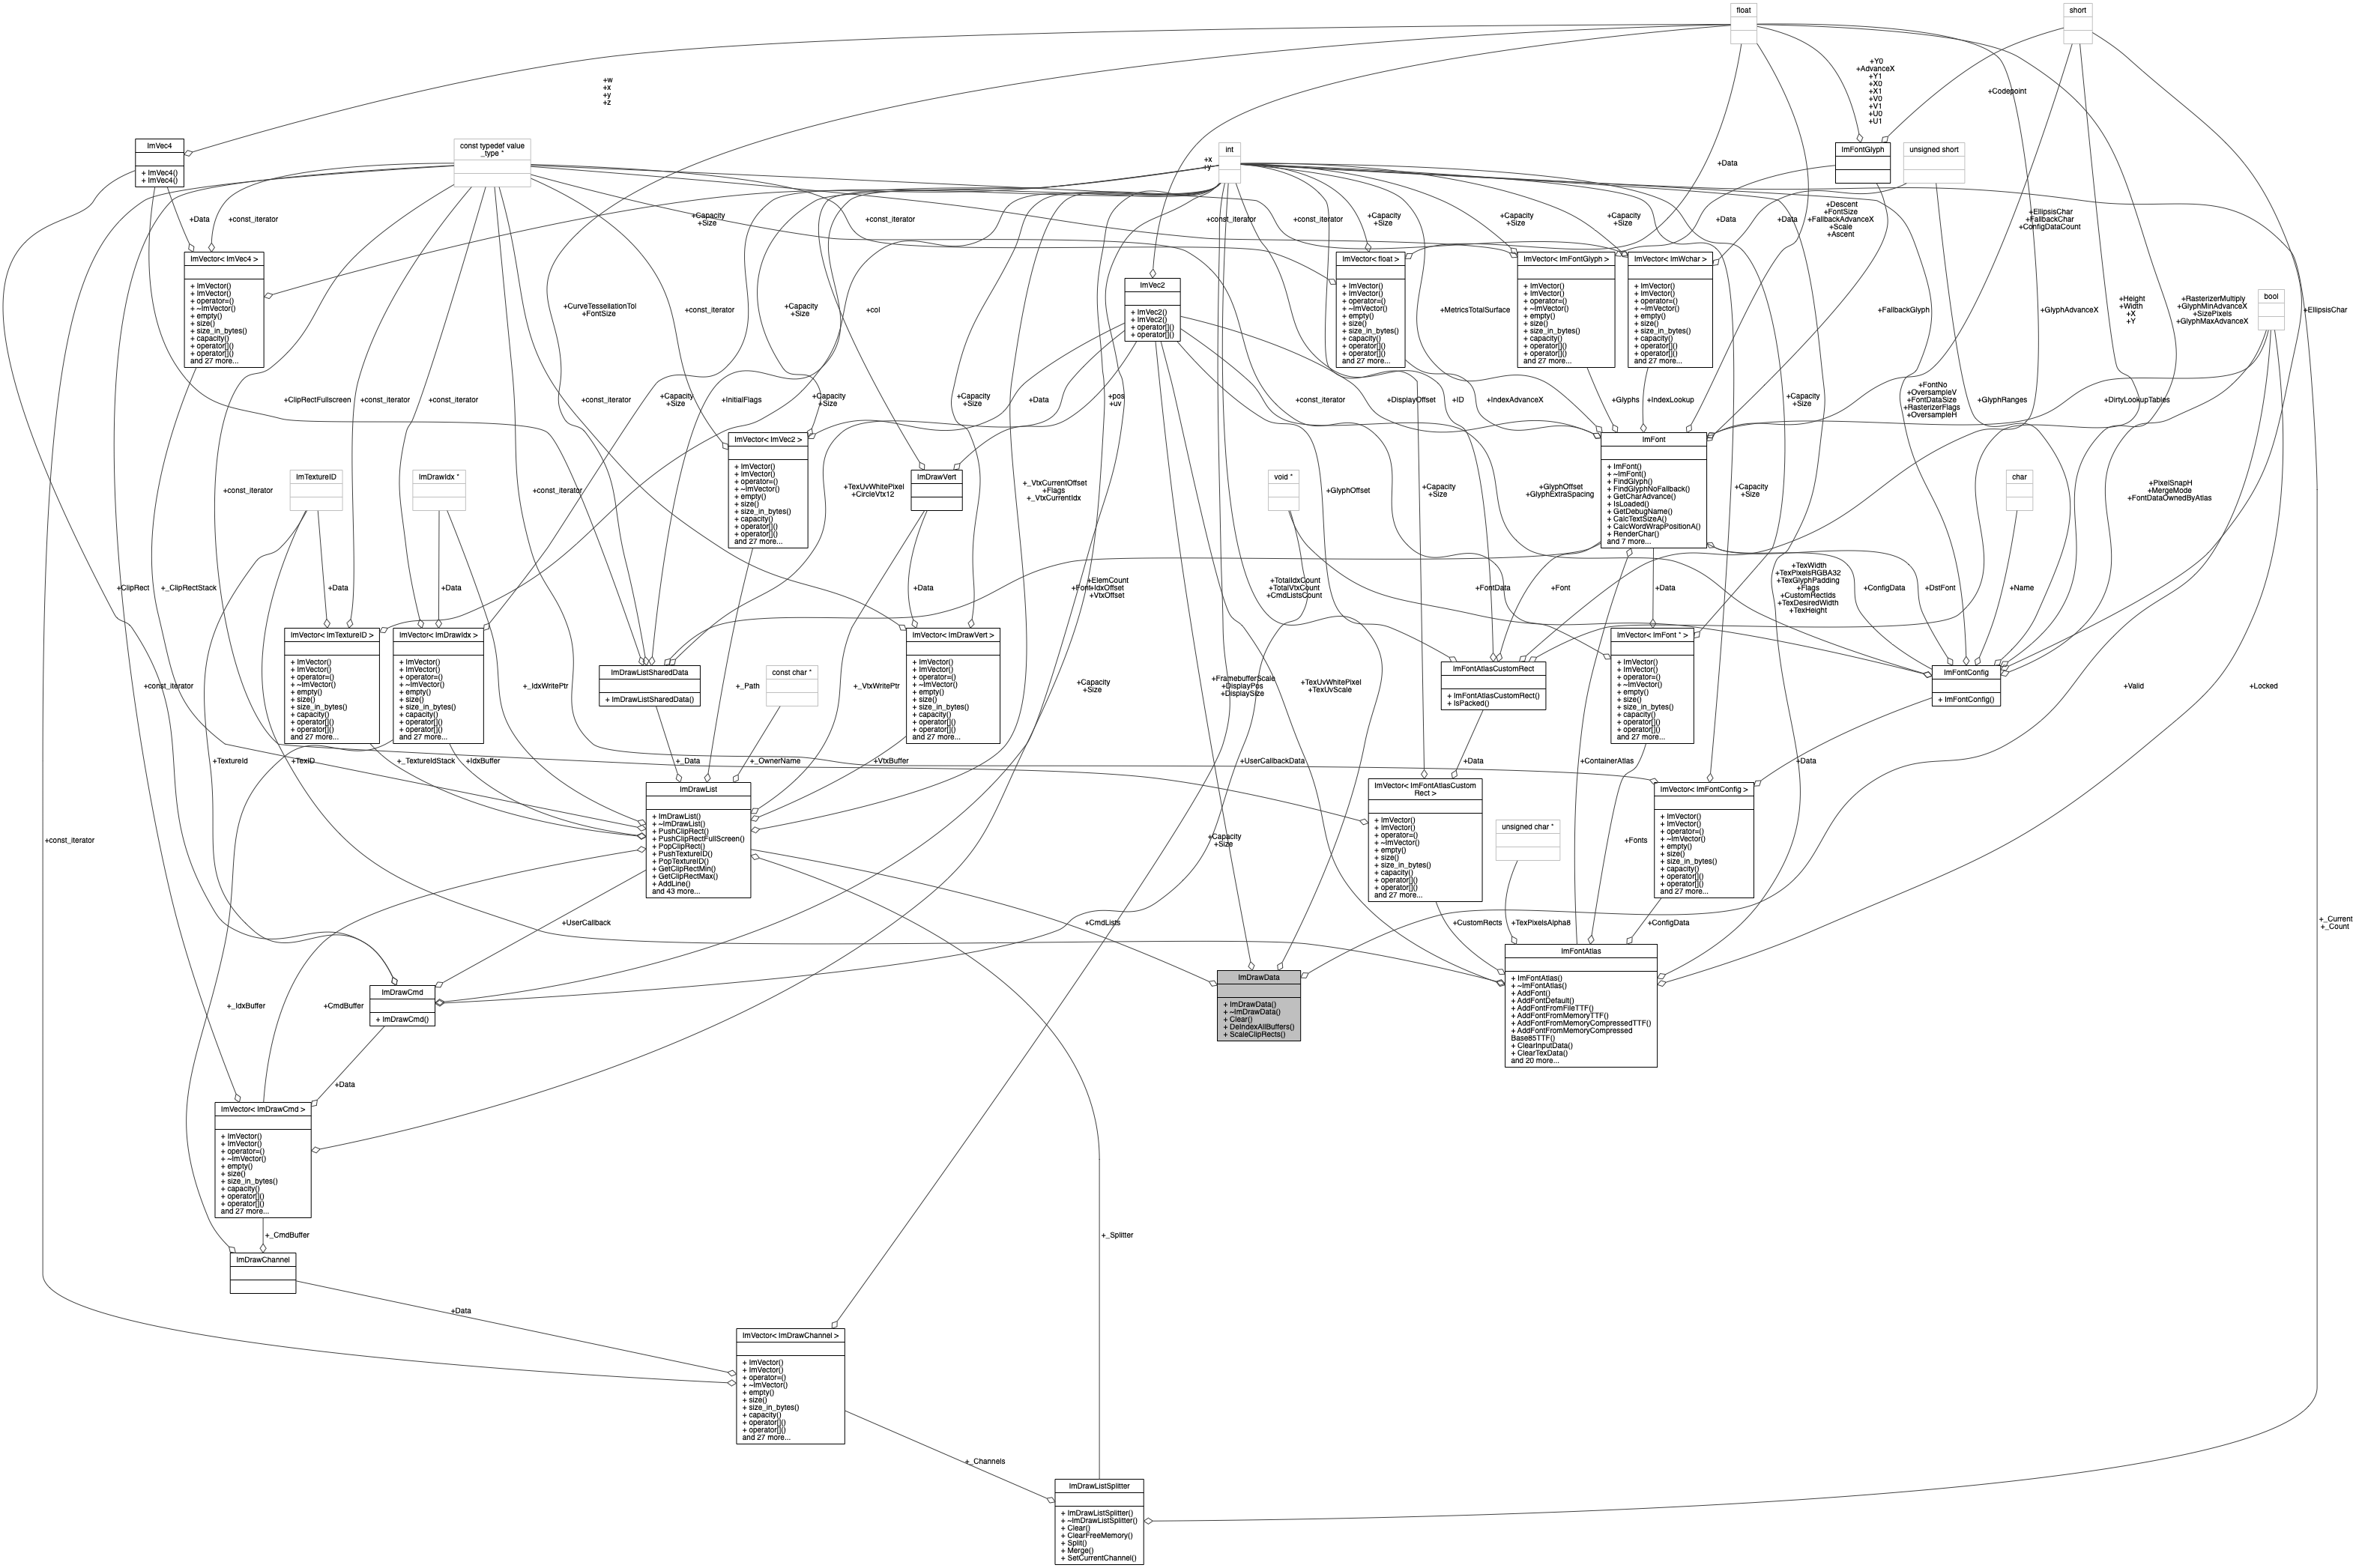 float
short
+Y0
+AdvanceX
+Y1
+X0
+X1
+V0
+V1
+U0
+U1
+w
+x
+y
+z
+Codepoint
ImVec4
+ ImVec4()
+ ImVec4()
const typedef value
_type *
int
+x
+y
+Data
ImFontGlyph
unsigned short
+Data
+const_iterator
+Capacity
+Size
+const_iterator
+const_iterator
+const_iterator
+Capacity
+Size
+Capacity
+Size
+Capacity
+Size
+Data
+Data
+Descent
+FontSize
+FallbackAdvanceX
+Scale
+Ascent
+EllipsisChar
+FallbackChar
+ConfigDataCount
ImVector< ImVec4 >
+ ImVector()
+ ImVector()
+ operator=()
+ ~ImVector()
+ empty()
+ size()
+ size_in_bytes()
+ capacity()
+ operator[]()
+ operator[]()
and 27 more...
ImVec2
+ ImVec2()
+ ImVec2()
+ operator[]()
+ operator[]()
ImVector< float >
+ ImVector()
+ ImVector()
+ operator=()
+ ~ImVector()
+ empty()
+ size()
+ size_in_bytes()
+ capacity()
+ operator[]()
+ operator[]()
and 27 more...
ImVector< ImFontGlyph >
+ ImVector()
+ ImVector()
+ operator=()
+ ~ImVector()
+ empty()
+ size()
+ size_in_bytes()
+ capacity()
+ operator[]()
+ operator[]()
and 27 more...
ImVector< ImWchar >
+ ImVector()
+ ImVector()
+ operator=()
+ ~ImVector()
+ empty()
+ size()
+ size_in_bytes()
+ capacity()
+ operator[]()
+ operator[]()
and 27 more...
bool
+CurveTessellationTol
+FontSize
+const_iterator
+Capacity
+Size
+col
+MetricsTotalSurface
+FallbackGlyph
+GlyphAdvanceX
+Height
+Width
+X
+Y
+RasterizerMultiply
+GlyphMinAdvanceX
+SizePixels
+GlyphMaxAdvanceX
+EllipsisChar
+ClipRectFullscreen
+const_iterator
+const_iterator
+const_iterator
+Capacity
+Size
+InitialFlags
+Capacity
+Size
+Capacity
+Size
+Data
+pos
+uv
+const_iterator
+DisplayOffset
+ID
+IndexAdvanceX
+Glyphs
+IndexLookup
+Capacity
+Size
+FontNo
+OversampleV
+FontDataSize
+RasterizerFlags
+OversampleH
+GlyphRanges
+DirtyLookupTables
ImVector< ImVec2 >
+ ImVector()
+ ImVector()
+ operator=()
+ ~ImVector()
+ empty()
+ size()
+ size_in_bytes()
+ capacity()
+ operator[]()
+ operator[]()
and 27 more...
ImFont
+ ImFont()
+ ~ImFont()
+ FindGlyph()
+ FindGlyphNoFallback()
+ GetCharAdvance()
+ IsLoaded()
+ GetDebugName()
+ CalcTextSizeA()
+ CalcWordWrapPositionA()
+ RenderChar()
and 7 more...
ImTextureID
ImDrawIdx *
ImDrawVert
void *
char
+const_iterator
+const_iterator
+TexUvWhitePixel
+CircleVtx12
+_VtxCurrentOffset
+Flags
+_VtxCurrentIdx
+GlyphOffset
+Capacity
+Size
+GlyphOffset
+GlyphExtraSpacing
+Capacity
+Size
+PixelSnapH
+MergeMode
+FontDataOwnedByAtlas
+ClipRect
+_ClipRectStack
+Data
+Data
+Data
+Font
+ElemCount
+IdxOffset
+VtxOffset
+TotalIdxCount
+TotalVtxCount
+CmdListsCount
+FontData
+Font
+Data
+TexWidth
+TexPixelsRGBA32
+TexGlyphPadding
+Flags
+CustomRectIds
+TexDesiredWidth
+TexHeight
+ConfigData
+DstFont
+Name
ImVector< ImTextureID >
+ ImVector()
+ ImVector()
+ operator=()
+ ~ImVector()
+ empty()
+ size()
+ size_in_bytes()
+ capacity()
+ operator[]()
+ operator[]()
and 27 more...
ImVector< ImDrawIdx >
+ ImVector()
+ ImVector()
+ operator=()
+ ~ImVector()
+ empty()
+ size()
+ size_in_bytes()
+ capacity()
+ operator[]()
+ operator[]()
and 27 more...
ImDrawListSharedData
+ ImDrawListSharedData()
const char *
ImVector< ImDrawVert >
+ ImVector()
+ ImVector()
+ operator=()
+ ~ImVector()
+ empty()
+ size()
+ size_in_bytes()
+ capacity()
+ operator[]()
+ operator[]()
and 27 more...
ImFontAtlasCustomRect
+ ImFontAtlasCustomRect()
+ IsPacked()
ImVector< ImFont * >
+ ImVector()
+ ImVector()
+ operator=()
+ ~ImVector()
+ empty()
+ size()
+ size_in_bytes()
+ capacity()
+ operator[]()
+ operator[]()
and 27 more...
ImFontConfig
+ ImFontConfig()
+const_iterator
+_IdxWritePtr
+_Path
+_VtxWritePtr
+Capacity
+Size
+FramebufferScale
+DisplayPos
+DisplaySize
+TexUvWhitePixel
+TexUvScale
+Valid
+Locked
+TextureId
+TexID
+_TextureIdStack
+IdxBuffer
+_Data
+_OwnerName
+VtxBuffer
+UserCallbackData
+Data
+ContainerAtlas
+Data
ImDrawList
+ ImDrawList()
+ ~ImDrawList()
+ PushClipRect()
+ PushClipRectFullScreen()
+ PopClipRect()
+ PushTextureID()
+ PopTextureID()
+ GetClipRectMin()
+ GetClipRectMax()
+ AddLine()
and 43 more...
ImVector< ImFontAtlasCustom
Rect >
+ ImVector()
+ ImVector()
+ operator=()
+ ~ImVector()
+ empty()
+ size()
+ size_in_bytes()
+ capacity()
+ operator[]()
+ operator[]()
and 27 more...
unsigned char *
ImVector< ImFontConfig >
+ ImVector()
+ ImVector()
+ operator=()
+ ~ImVector()
+ empty()
+ size()
+ size_in_bytes()
+ capacity()
+ operator[]()
+ operator[]()
and 27 more...
+const_iterator
+Capacity
+Size
+Fonts
+UserCallback
+CmdLists
+CustomRects
+TexPixelsAlpha8
+ConfigData
+_Current
+_Count
ImDrawCmd
+ ImDrawCmd()
ImDrawData
+ ImDrawData()
+ ~ImDrawData()
+ Clear()
+ DeIndexAllBuffers()
+ ScaleClipRects()
ImFontAtlas
+ ImFontAtlas()
+ ~ImFontAtlas()
+ AddFont()
+ AddFontDefault()
+ AddFontFromFileTTF()
+ AddFontFromMemoryTTF()
+ AddFontFromMemoryCompressedTTF()
+ AddFontFromMemoryCompressed
Base85TTF()
+ ClearInputData()
+ ClearTexData()
and 20 more...
+_IdxBuffer
+CmdBuffer
+Data
ImVector< ImDrawCmd >
+ ImVector()
+ ImVector()
+ operator=()
+ ~ImVector()
+ empty()
+ size()
+ size_in_bytes()
+ capacity()
+ operator[]()
+ operator[]()
and 27 more...
+_CmdBuffer
+_Splitter
ImDrawChannel
+Data
ImVector< ImDrawChannel >
+ ImVector()
+ ImVector()
+ operator=()
+ ~ImVector()
+ empty()
+ size()
+ size_in_bytes()
+ capacity()
+ operator[]()
+ operator[]()
and 27 more...
+_Channels
ImDrawListSplitter
+ ImDrawListSplitter()
+ ~ImDrawListSplitter()
+ Clear()
+ ClearFreeMemory()
+ Split()
+ Merge()
+ SetCurrentChannel()